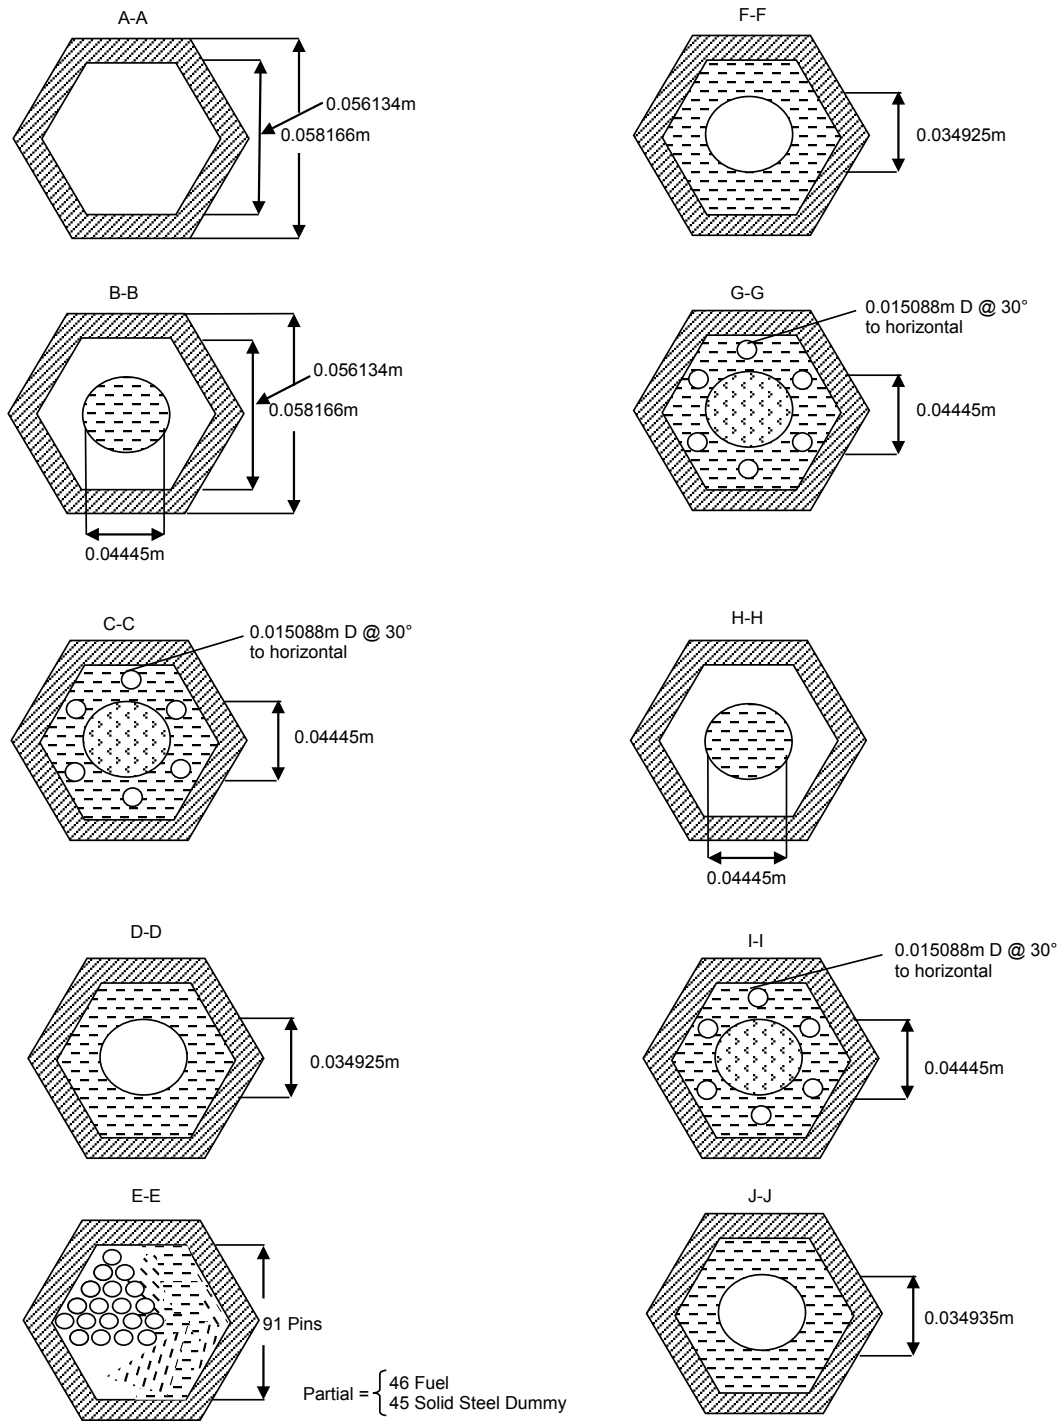 A-A
0.056134m
0.058166m
F-F
0.034925m
B-B
0.056134m
0.058166m
0.04445m
G-G
0.015088m D @ 30°
to horizontal
0.04445m
C-C
0.015088m D @ 30°
to horizontal
0.04445m
H-H
0.04445m
D-D
0.034925m
I-I
0.015088m D @ 30°
to horizontal
0.04445m
E-E
91 Pins
Partial = {
46 Fuel
45 Solid Steel Dummy
J-J
0.034935m